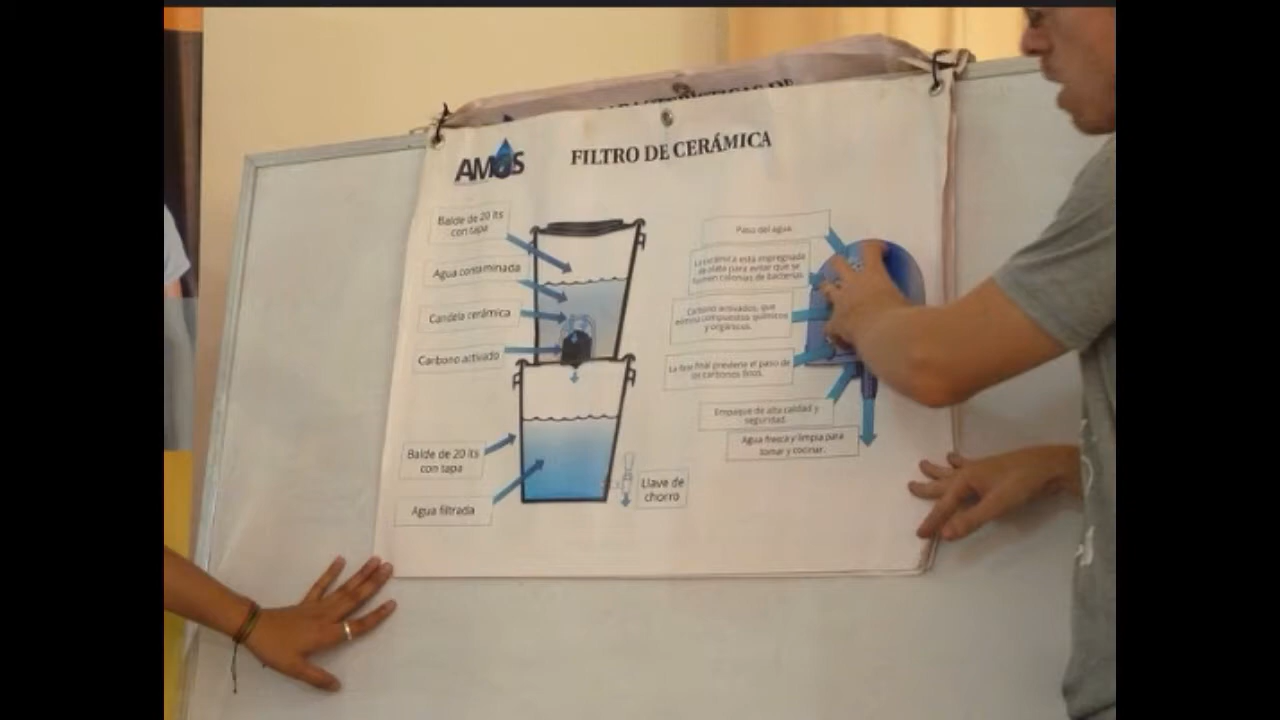 CARACTERÍSTICAS DE
AMOS
FILTRO DE CERÁMICA
Balde de 20 lts
con tapa
Agua contaminada
Candela cerámica
Carbono activado
Balde de 20 lts
con tapa
Agua filtrada
Llave de
chorro
Paso del agua
La cerámica está impregnada
de plata para evitar que se
formen colonias de bacterias.
Carbono activados, que
elimina compuestos químicos
y orgánicos.
La final previene el paso de
los carbonos finos.
Empaque de alta calidad y
seguridad.
Agua fresca y limpia para
tomar y cocinar.